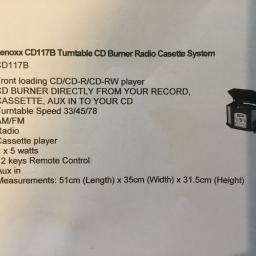 enoxx CD117B Turntable CD Burner Radio Casette System
CD117B
Front loading CD/CD-R/CD-RW player
CD BURNER DIRECTLY FROM YOUR RECORD,
CASSETTE, AUX IN TO YOUR CD
Turntable Speed 33/45/78
AM/FM
Radio
Cassette player
x 5 watts
2 keys Remote Control
Aux in
Measurements: 51cm (Length) x 35cm (Width) x 31.5cm (Height)